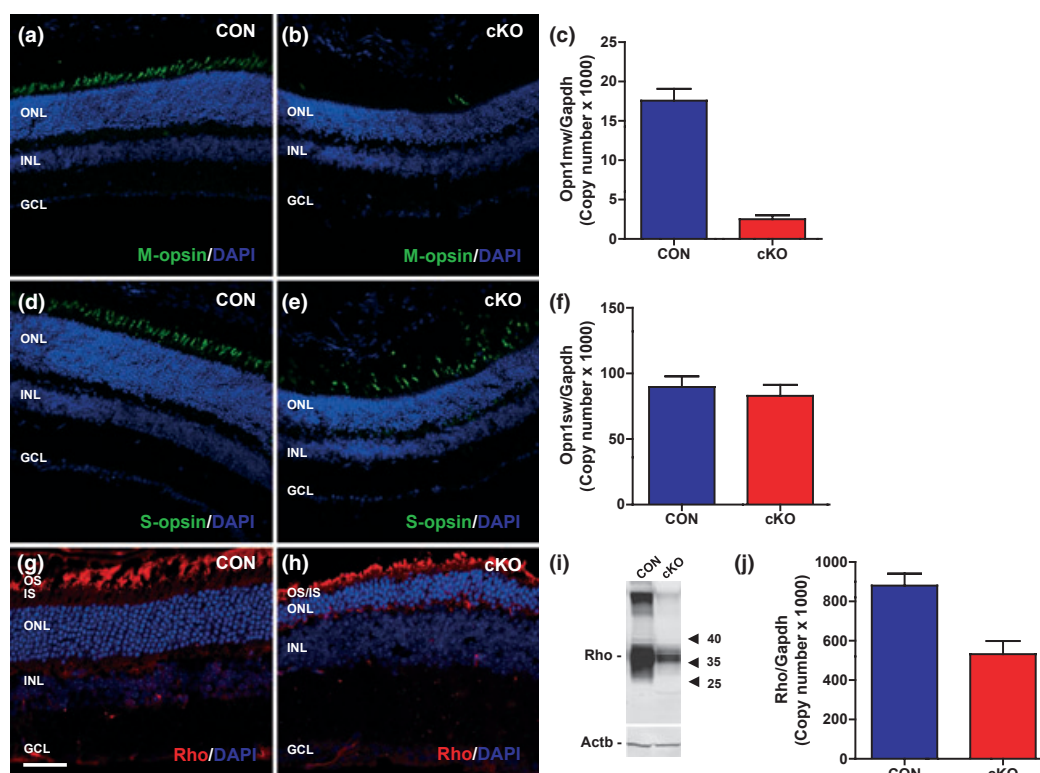 (a) CON
ONL
INL
GCL
M-opsin/DAPI
(b) cKO
ONL
INL
GCL
M-opsin/DAPI
(c)
Opn1mw/Gapdh
(Copy number x 1000)
25
20
15
10
5
0
CON cKO
(d) CON
ONL
INL
GCL
S-opsin/DAPI
(e) cKO
ONL
INL
GCL
S-opsin/DAPI
(f)
Opn1sw/Gapdh
(Copy number x 1000)
150
100
50
0
CON cKO
(g) CON
OS
IS
ONL
INL
GCL
Rho/DAPI
(h) cKO
OS/IS
ONL
INL
GCL
Rho/DAPI
(i)
CON cKO
40
Rho - 35
25
Actb -
(j)
Rho/Gapdh
(Copy number x 1000)
1000
800
600
400
200
0
CON cKO